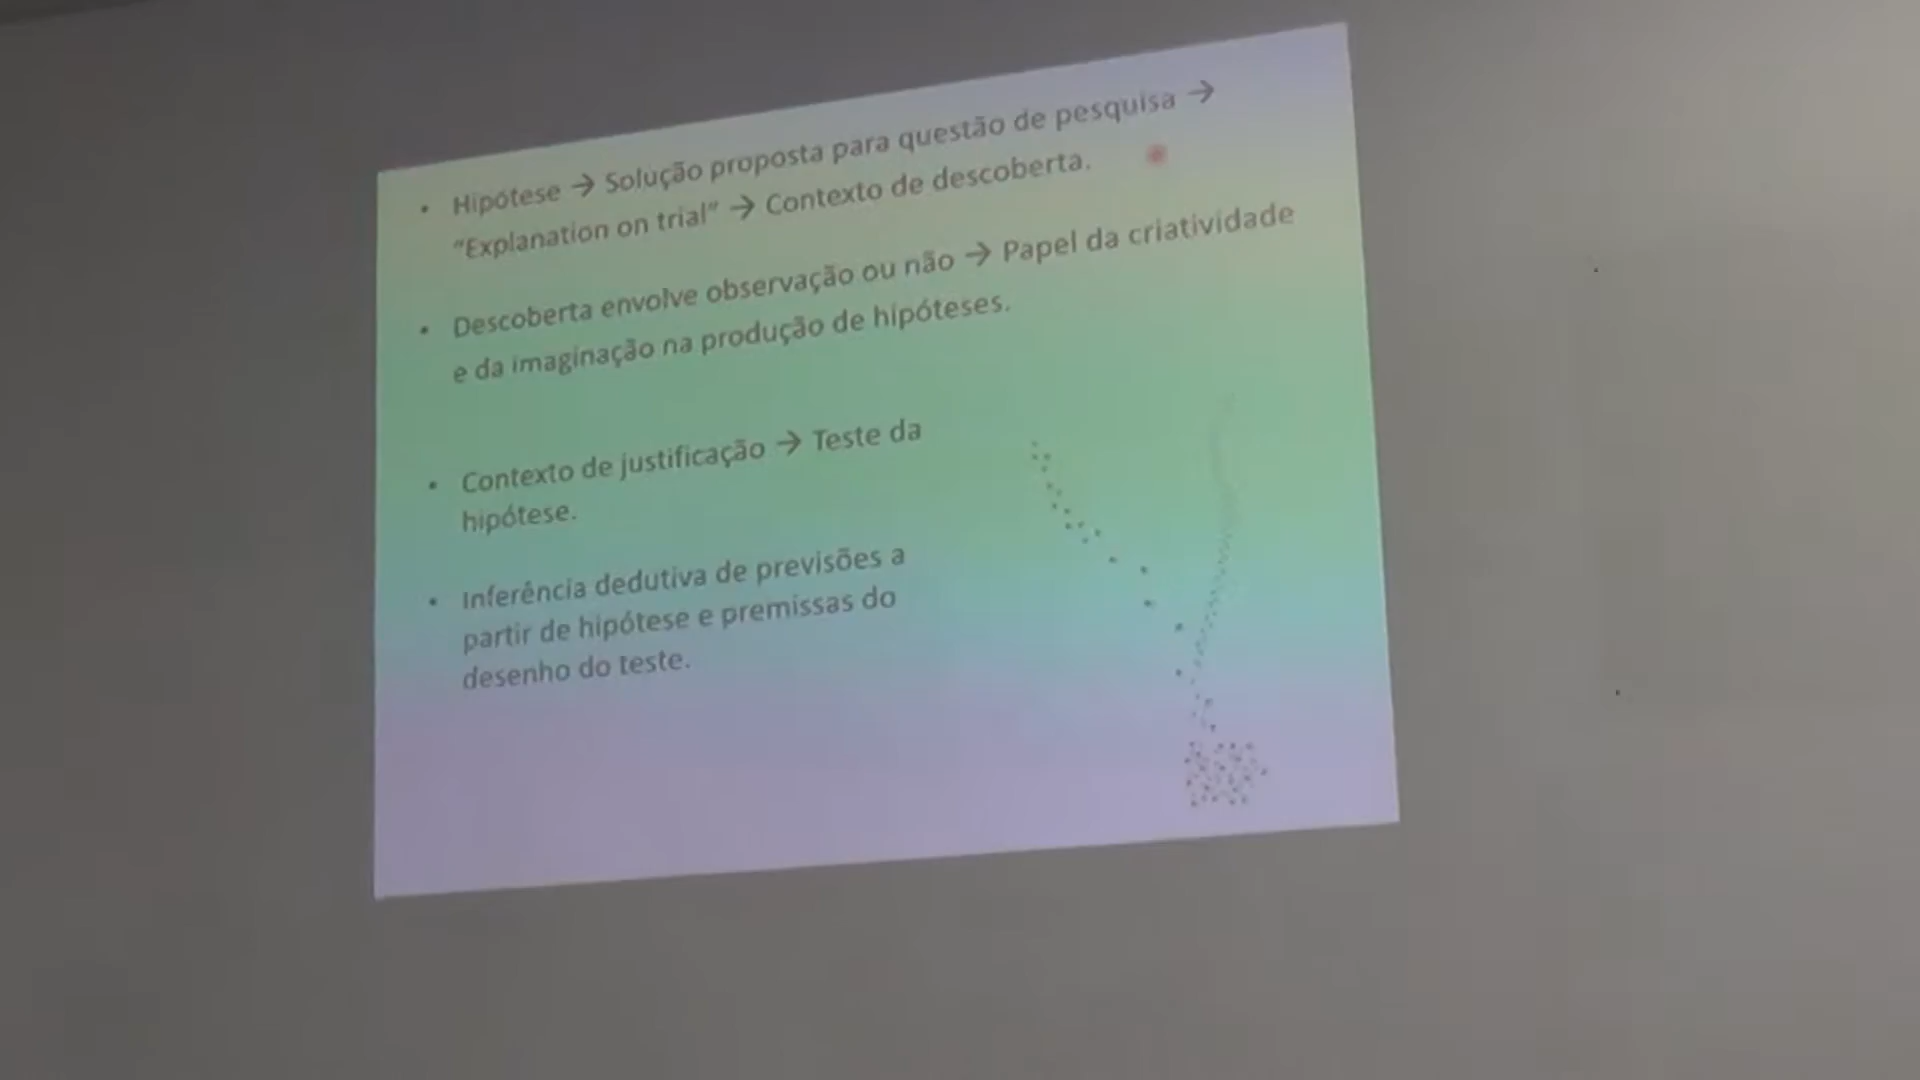 • Hipótese → Solução proposta para questão de pesquisa →
“Explanation on trial” → Contexto de descoberta.
• Descoberta envolve observação ou não → Papel da criatividade
e da imaginação na produção de hipóteses.
• Contexto de justificação → Teste da
hipótese.
• Inferência dedutiva de previsões a
partir de hipótese e premissas do
desenho do teste.